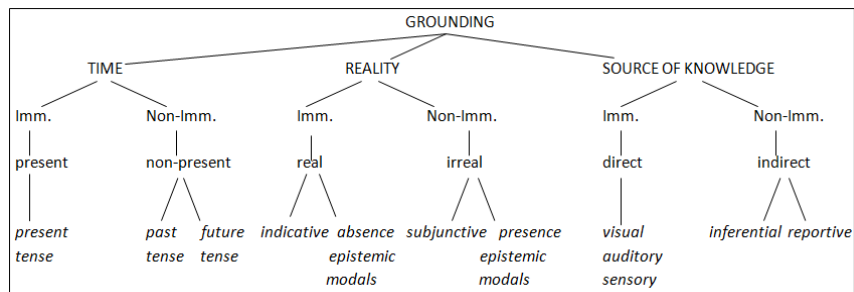 GROUNDING
TIME REALITY SOURCE OF KNOWLEDGE
Imm. Non-Imm. Imm. Non-Imm. Imm. Non-Imm.
present non-present real irreal direct indirect
present past future indicative absence subjunctive presence visual inferential reportive
tense tense tense epistemic epistemic auditory
modals modals sensory